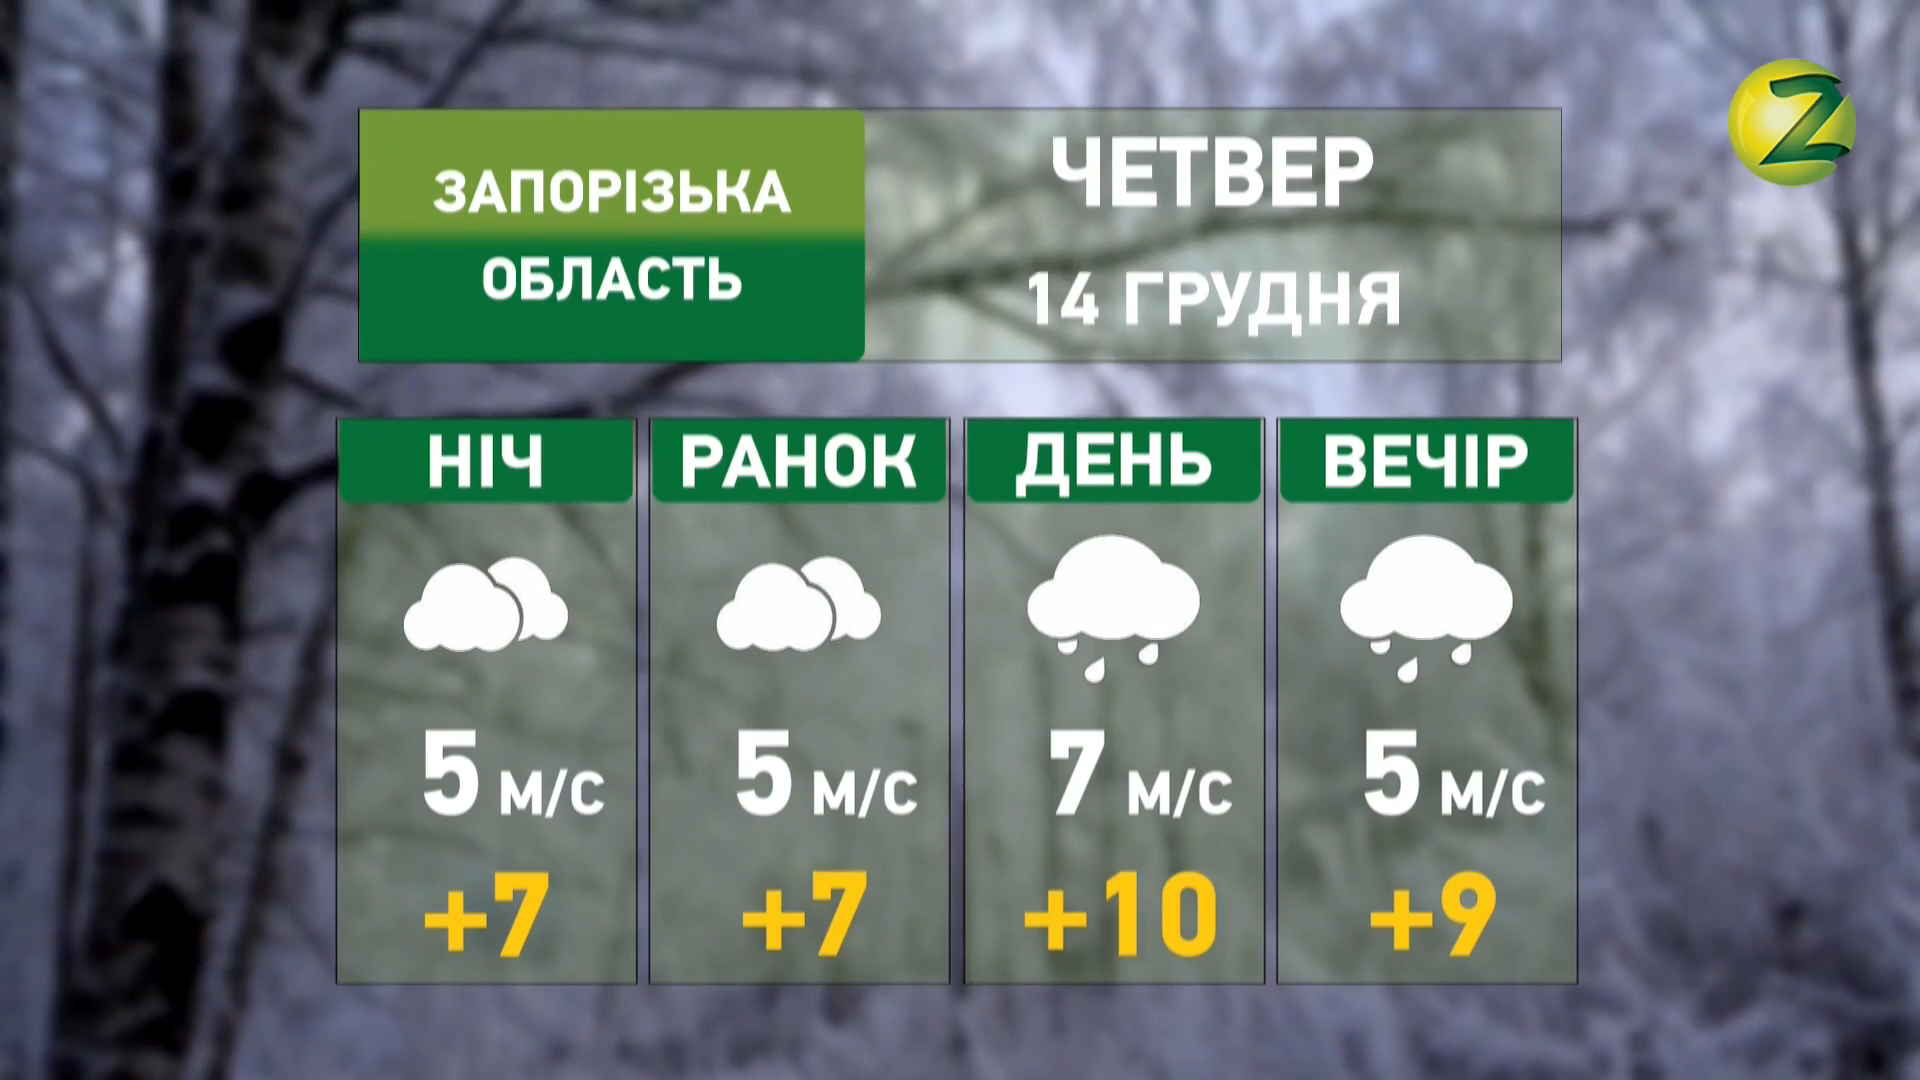 ЗАПОРІЗЬКА
ОБЛАСТЬ
ЧЕТВЕР
14 ГРУДНЯ
НІЧ
5 М/С
+7
РАНОК
5 М/С
+7
ДЕНЬ
7 М/С
+10
ВЕЧІР
5 М/С
+9
Z